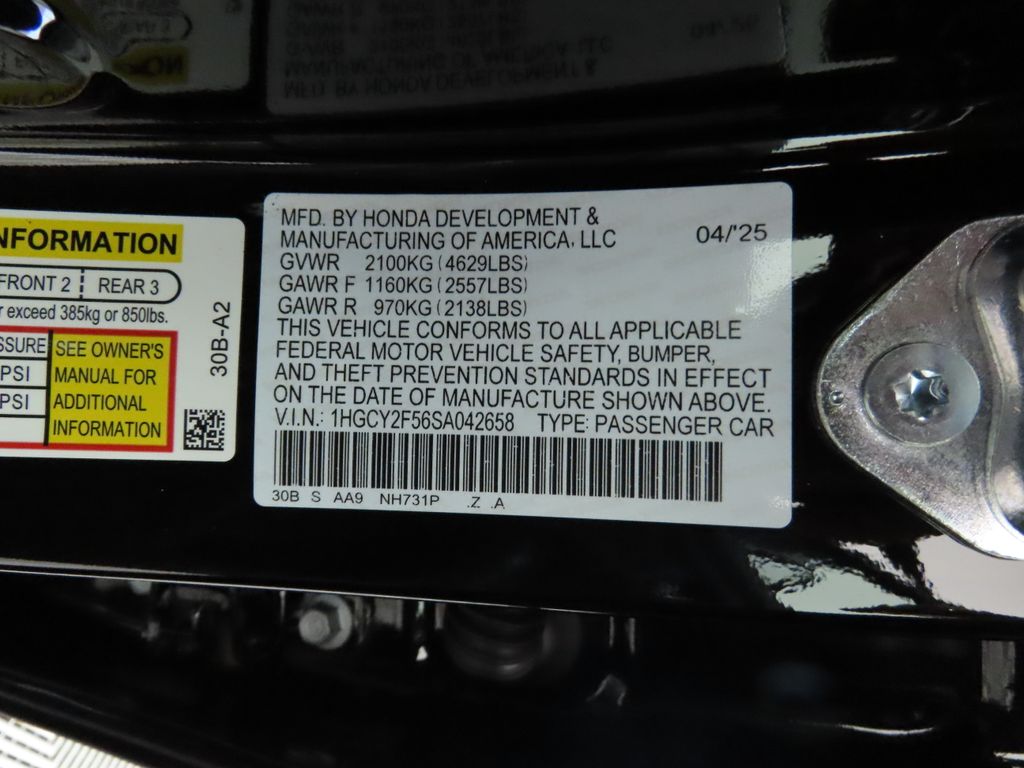 NFORMATION
FRONT 2 REAR 3
r exceed 385kg or 850lbs.
SSURE SEE OWNER'S
PSI MANUAL FOR
PSI ADDITIONAL
INFORMATION
30B-A2
MFD. BY HONDA DEVELOPMENT &
MANUFACTURING OF AMERICA, LLC 04/'25
GVWR 2100KG (4629LBS)
GAWR F 1160KG (2557LBS)
GAWR R 970KG (2138LBS)
THIS VEHICLE CONFORMS TO ALL APPLICABLE
FEDERAL MOTOR VEHICLE SAFETY, BUMPER,
AND THEFT PREVENTION STANDARDS IN EFFECT
ON THE DATE OF MANUFACTURE SHOWN ABOVE.
V.I.N.: 1HGCY2F56SA042658 TYPE: PASSENGER CAR
30B S AA9 NH731P .Z .A